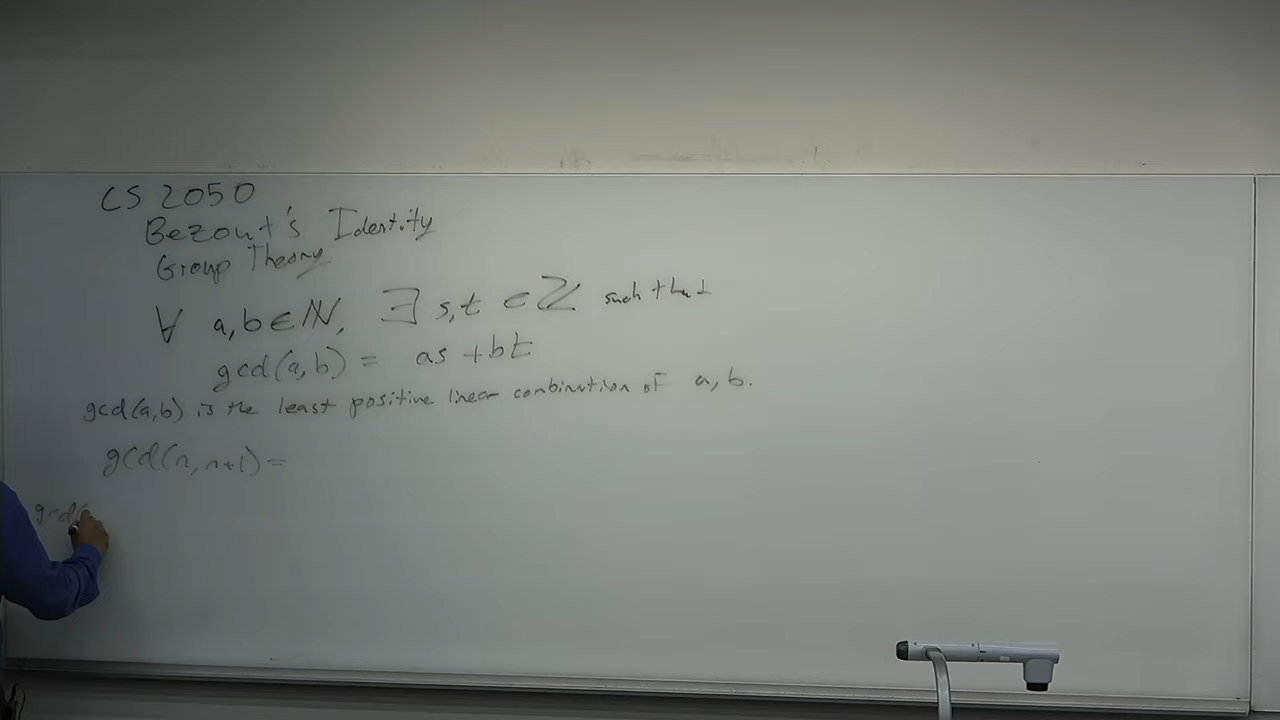 CS 2050
Bezout's Identity
Group Theory
∀ a,b ∈ ℕ, ∃ s,t ∈ ℤ such that
gcd(a,b) = as + bt
gcd(a,b) is the least positive linear combination of a, b.
gcd(n, n+1) =
gcd(